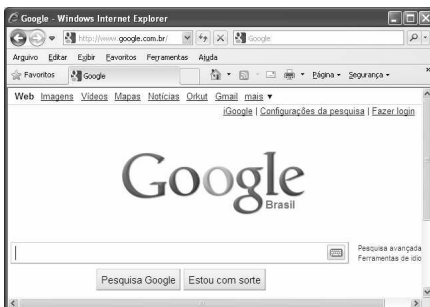 Google - Windows Internet Explorer
http://www.google.com.br/ Google
Arquivo Editar Exibir Favoritos Ferramentas Ajuda
Favoritos Google Página Segurança
Web Imagens Vídeos Mapas Notícias Orkut Gmail mais ▼
iGoogle | Configurações da pesquisa | Fazer login
Google
Brasil
Pesquisa avançada
Ferramentas de idio
Pesquisa Google Estou com sorte